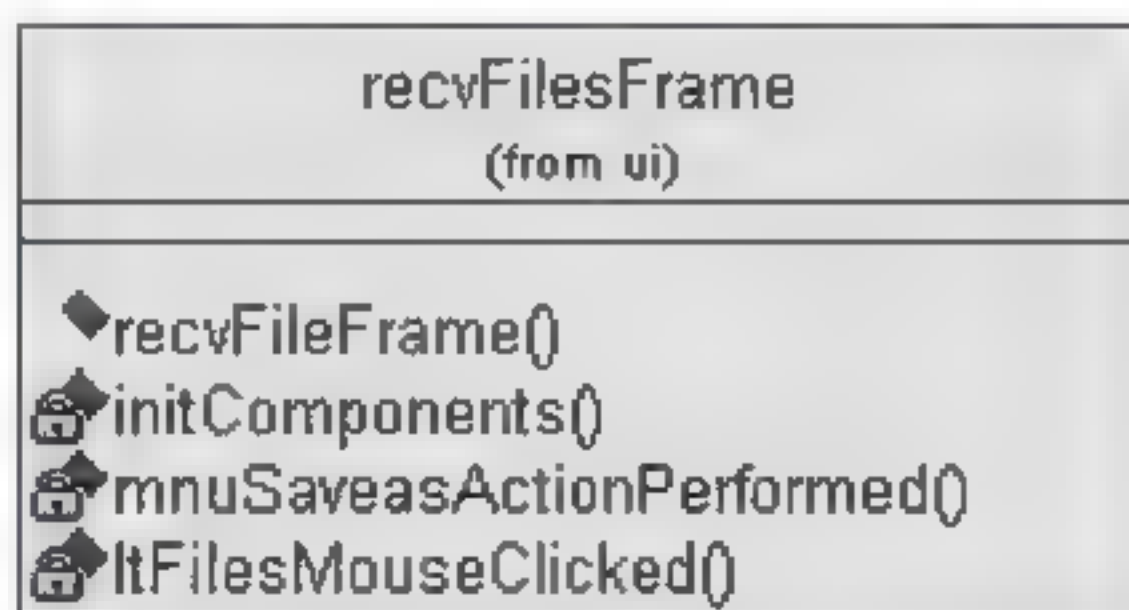 recvFilesFrame
(from ui)
recvFileFrame()
initComponents()
mnuSaveasActionPerformed()
ltFilesMouseClicked()